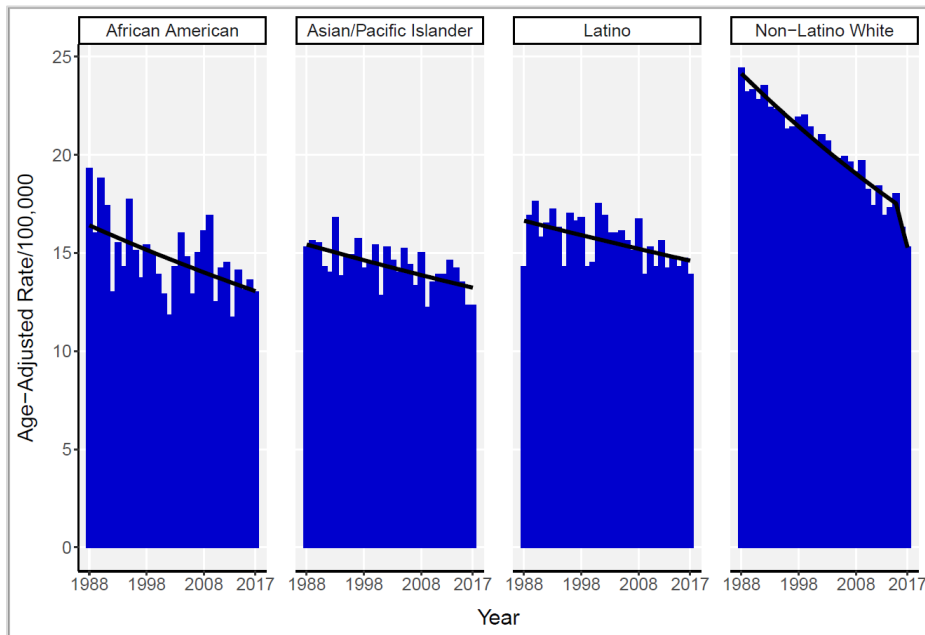 African American
Asian/Pacific Islander
Latino
Non−Latino White
Age−Adjusted Rate/100,000
25
20
15
10
5
0
1988 1998 2008 2017
1988 1998 2008 2017
1988 1998 2008 2017
1988 1998 2008 2017
Year